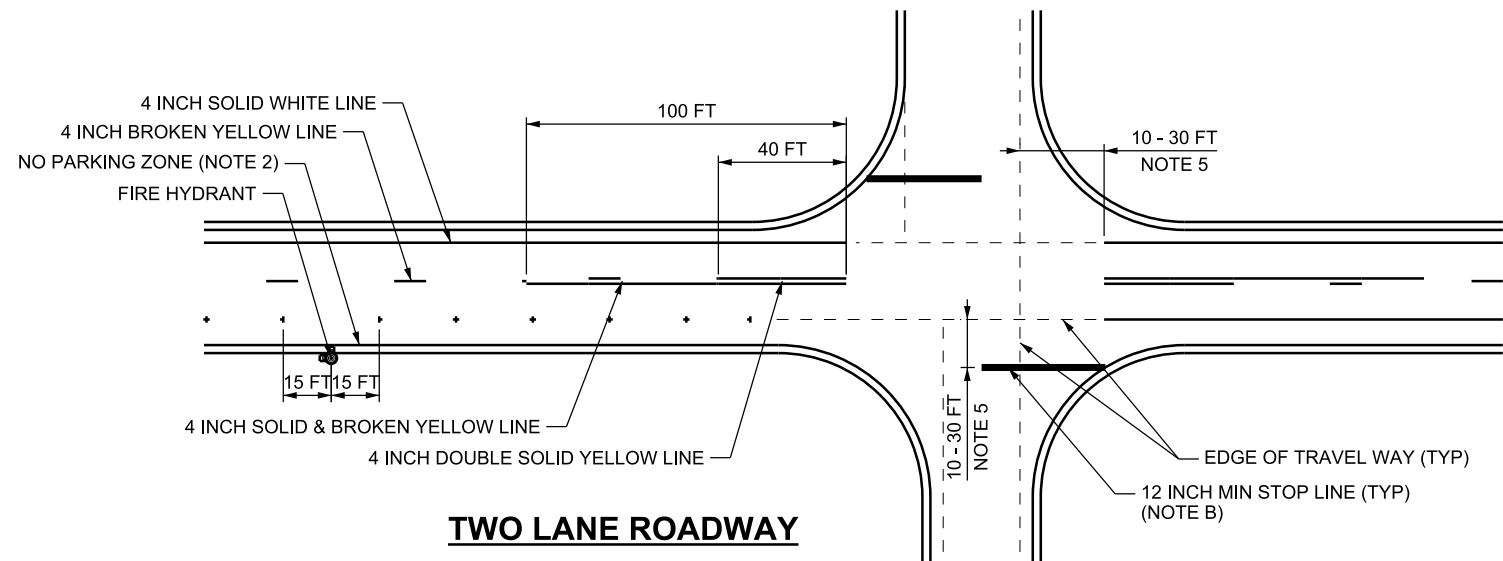 4 INCH SOLID WHITE LINE
4 INCH BROKEN YELLOW LINE
NO PARKING ZONE (NOTE 2)
FIRE HYDRANT
100 FT
40 FT
10 - 30 FT
NOTE 5
15 FT
15 FT
4 INCH SOLID & BROKEN YELLOW LINE
4 INCH DOUBLE SOLID YELLOW LINE
10 - 30 FT
NOTE 5
EDGE OF TRAVEL WAY (TYP)
12 INCH MIN STOP LINE (TYP)
(NOTE B)
TWO LANE ROADWAY